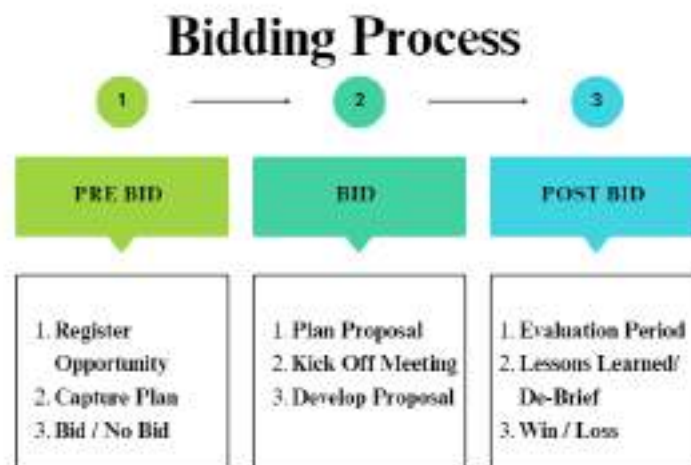 Bidding Process
1
2
3
PRE BID
BID
POST BID
1. Register
Opportunity
2. Capture Plan
3. Bid / No Bid
1. Plan Proposal
2. Kick Off Meeting
3. Develop Proposal
1. Evaluation Period
2. Lessons Learned/
De-Brief
3. Win / Loss